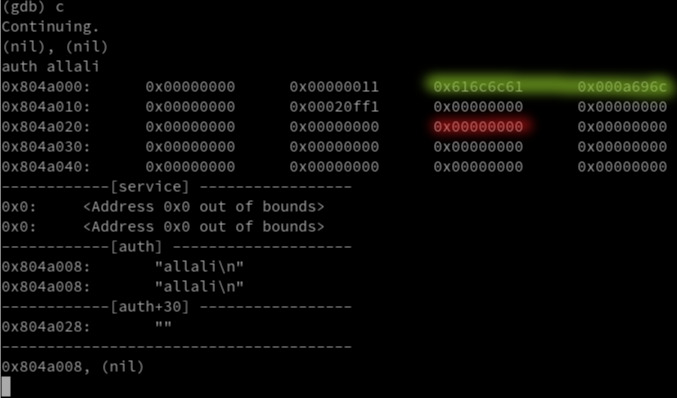 (gdb) c
Continuing.
(nil), (nil)
auth allali
0x804a000: 0x00000000 0x00000011 0x616c6c61 0x000a696c
0x804a010: 0x00020ff1 0x00000000 0x00000000
0x804a020: 0x00000000 0x00000000 0x00000000 0x00000000
0x804a030: 0x00000000 0x00000000 0x00000000
0x804a040: 0x00000000 0x00000000 0x00000000 0x00000000
------------[service] -----------------
0x0: <Address 0x0 out of bounds>
0x0: <Address 0x0 out of bounds>
------------[auth] --------------------
0x804a008: "allali\n"
0x804a008: "allali\n"
------------[auth+30] -----------------
0x804a028: ""
---------------------------------------
0x804a008, (nil)